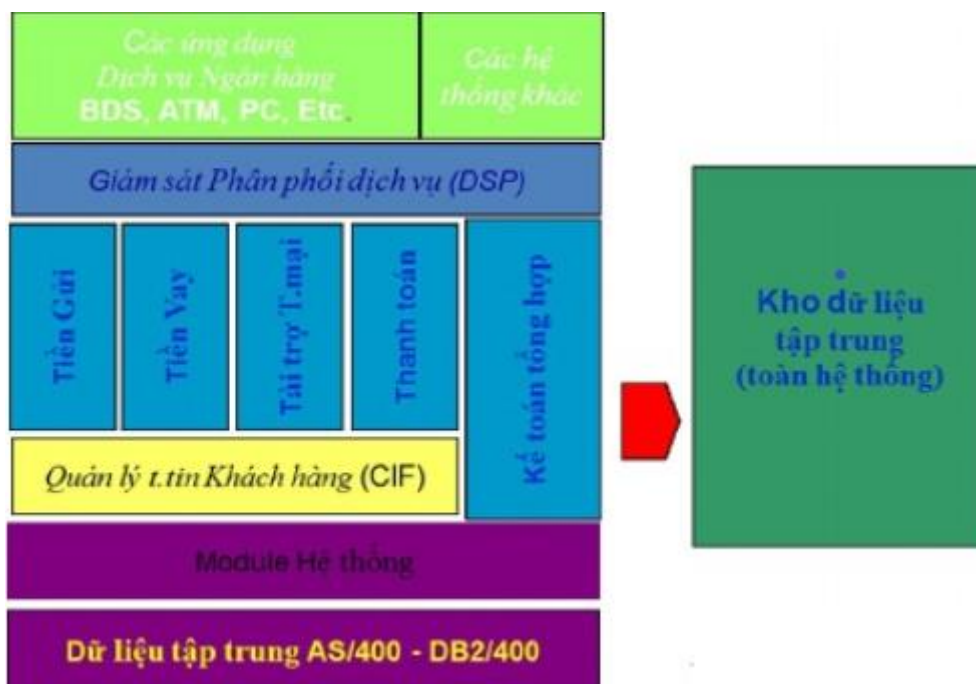 Các ứng dụng
Dịch vụ Ngân hàng
BDS, ATM, PC, Etc.
Các hệ
thống khác
Giám sát Phân phối dịch vụ (DSP)
Tiền Gửi
Tiền Vay
Tài trợ T.mại
Thanh toán
Kế toán tổng hợp
Quản lý t.tin Khách hàng (CIF)
Module Hệ thống
Dữ liệu tập trung AS/400 - DB2/400
Kho dữ liệu
tập trung
(toàn hệ thống)